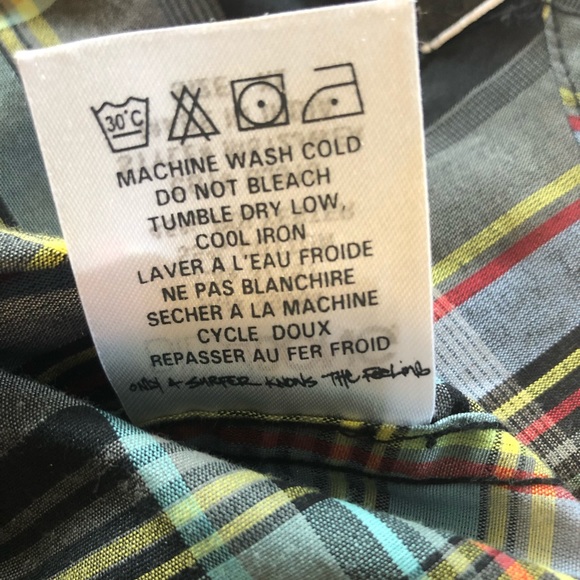 30°C
MACHINE WASH COLD
DO NOT BLEACH
TUMBLE DRY LOW,
COOL IRON
LAVER A L'EAU FROIDE
NE PAS BLANCHIRE
SECHER A LA MACHINE
CYCLE DOUX
REPASSER AU FER FROID
ONLY A SURFER KNOWS THE FEELING